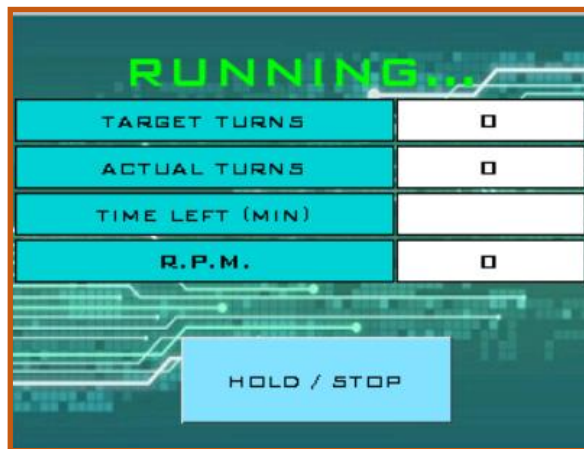 RUNNING...
TARGET TURNS 0
ACTUAL TURNS 0
TIME LEFT (MIN)
R.P.M. 0
HOLD / STOP